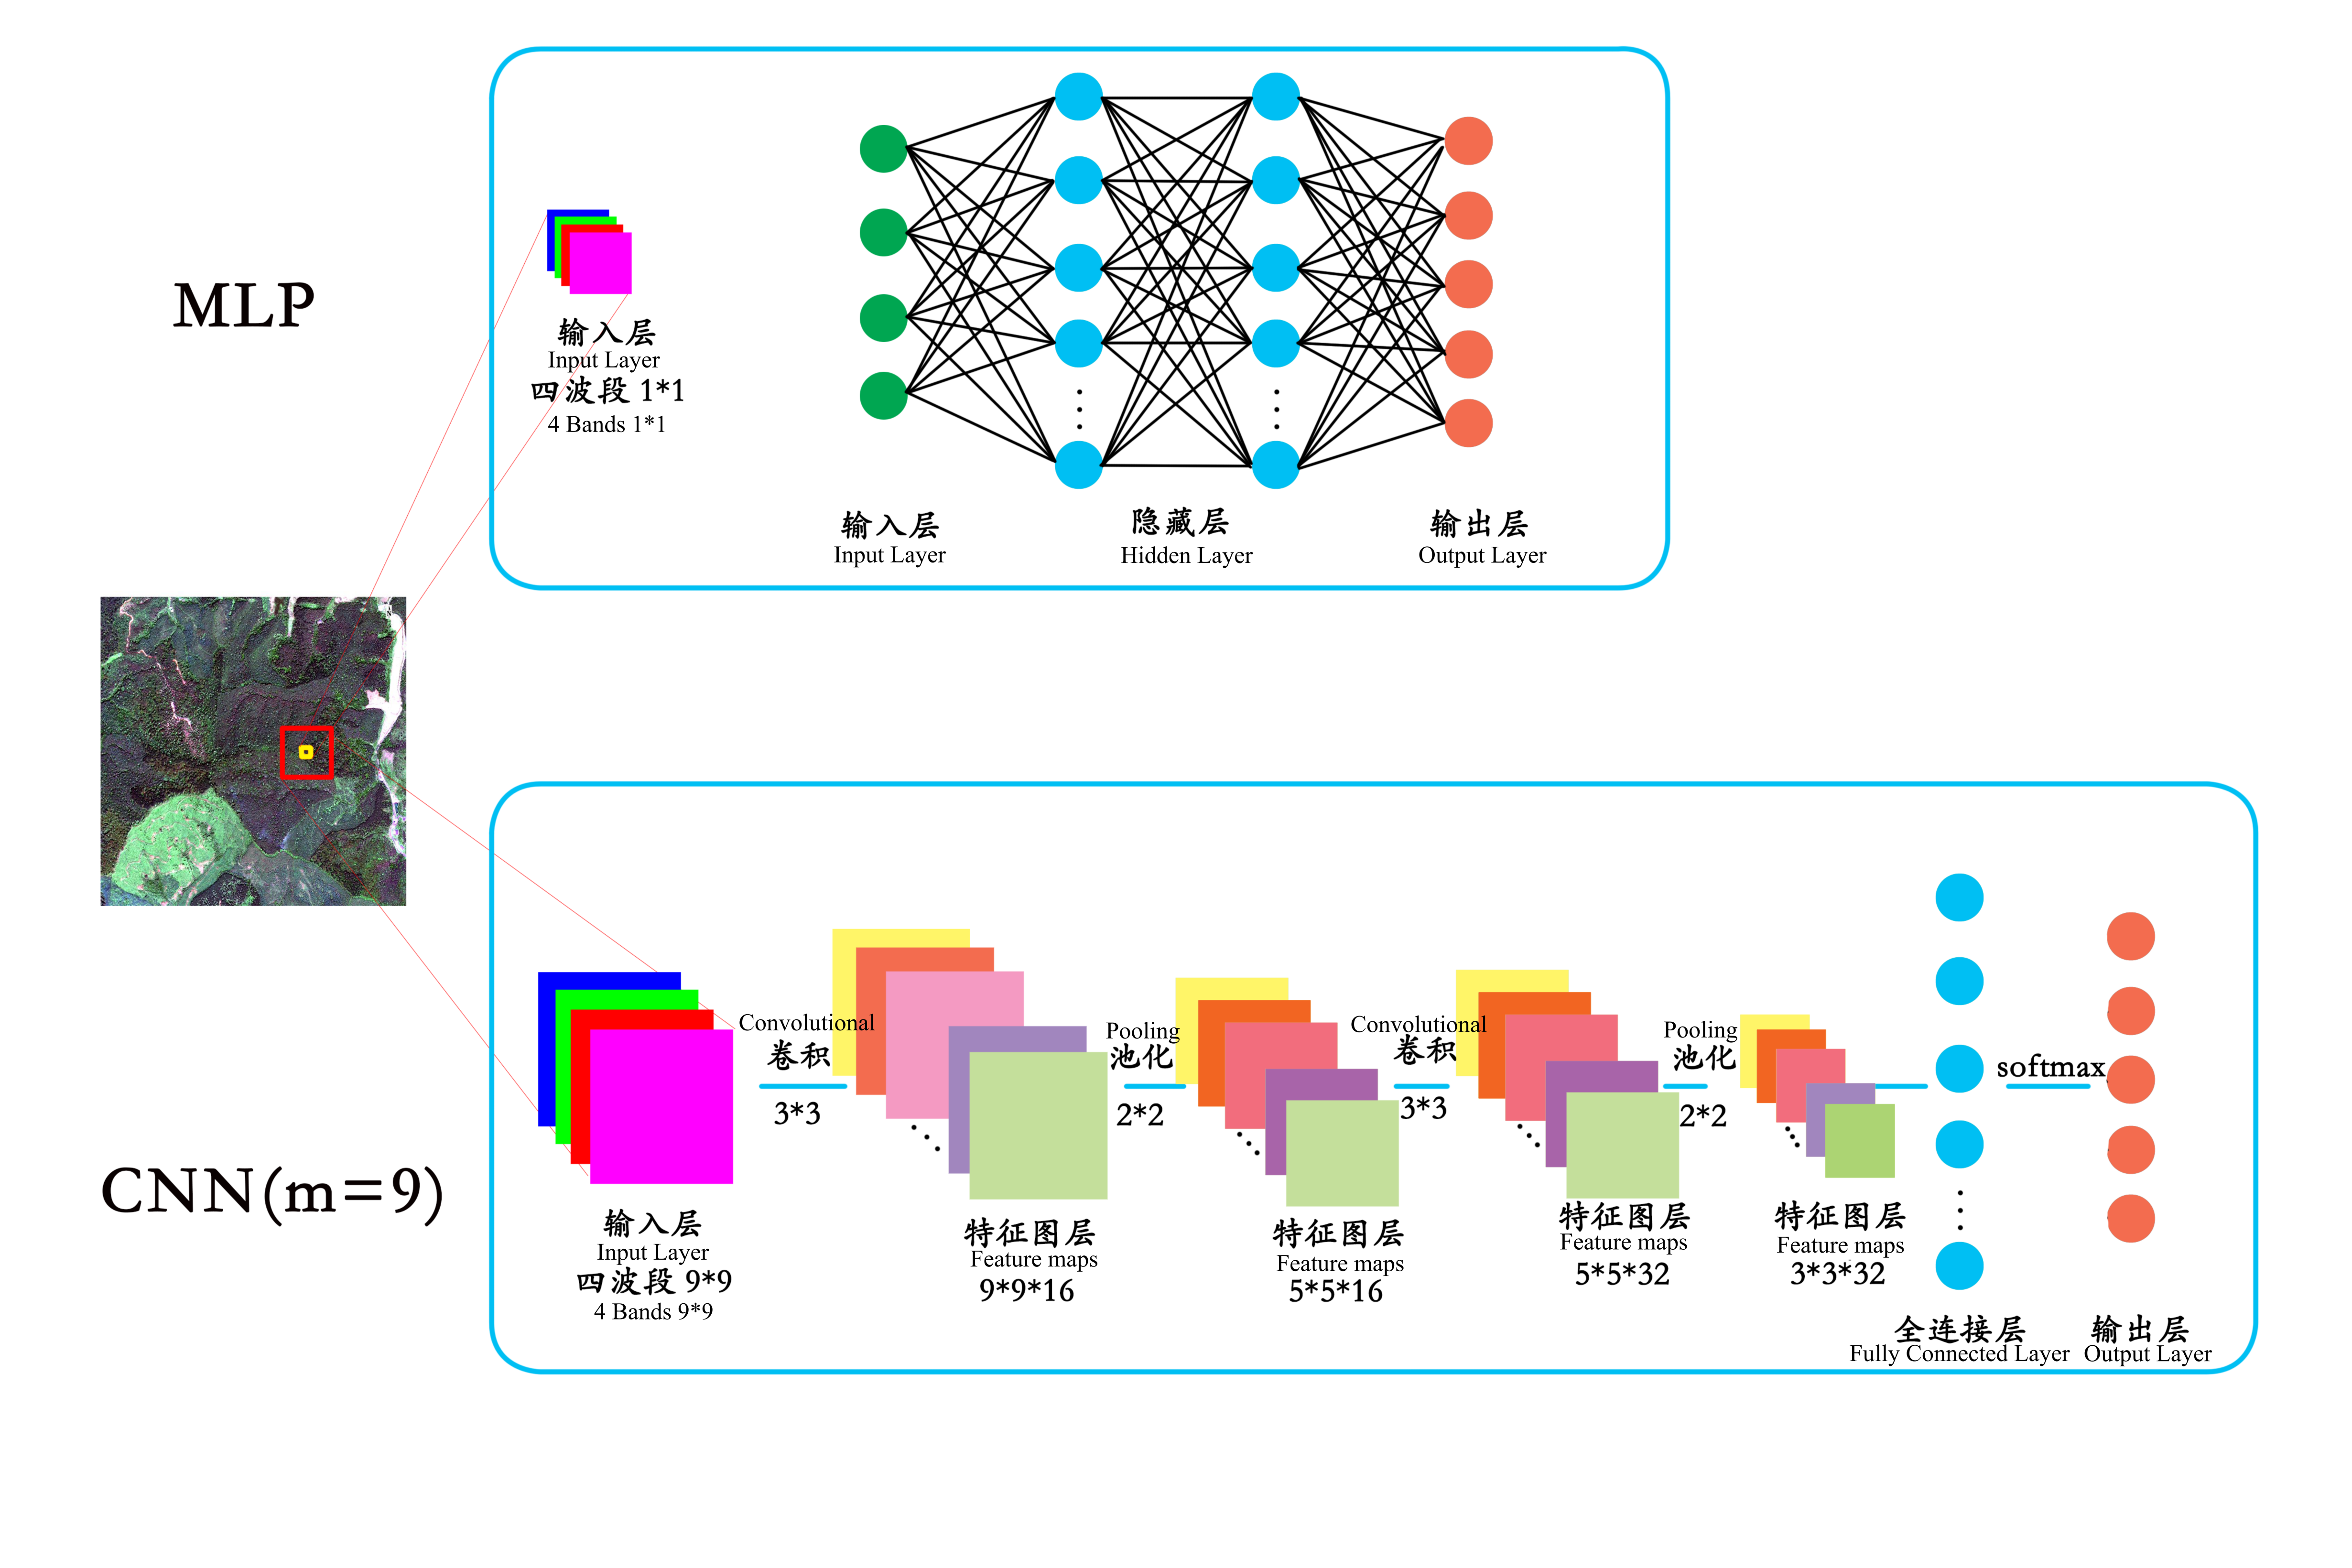 MLP
输入层
Input Layer
四波段 1*1
4 Bands 1*1
输入层
Input Layer
隐藏层
Hidden Layer
输出层
Output Layer
CNN(m=9)
输入层
Input Layer
四波段 9*9
4 Bands 9*9
Convolutional
卷积
3*3
特征图层
Feature maps
9*9*16
Pooling
池化
2*2
特征图层
Feature maps
5*5*16
Convolutional
卷积
3*3
特征图层
Feature maps
5*5*32
Pooling
池化
2*2
特征图层
Feature maps
3*3*32
全连接层
Fully Connected Layer
softmax
输出层
Output Layer